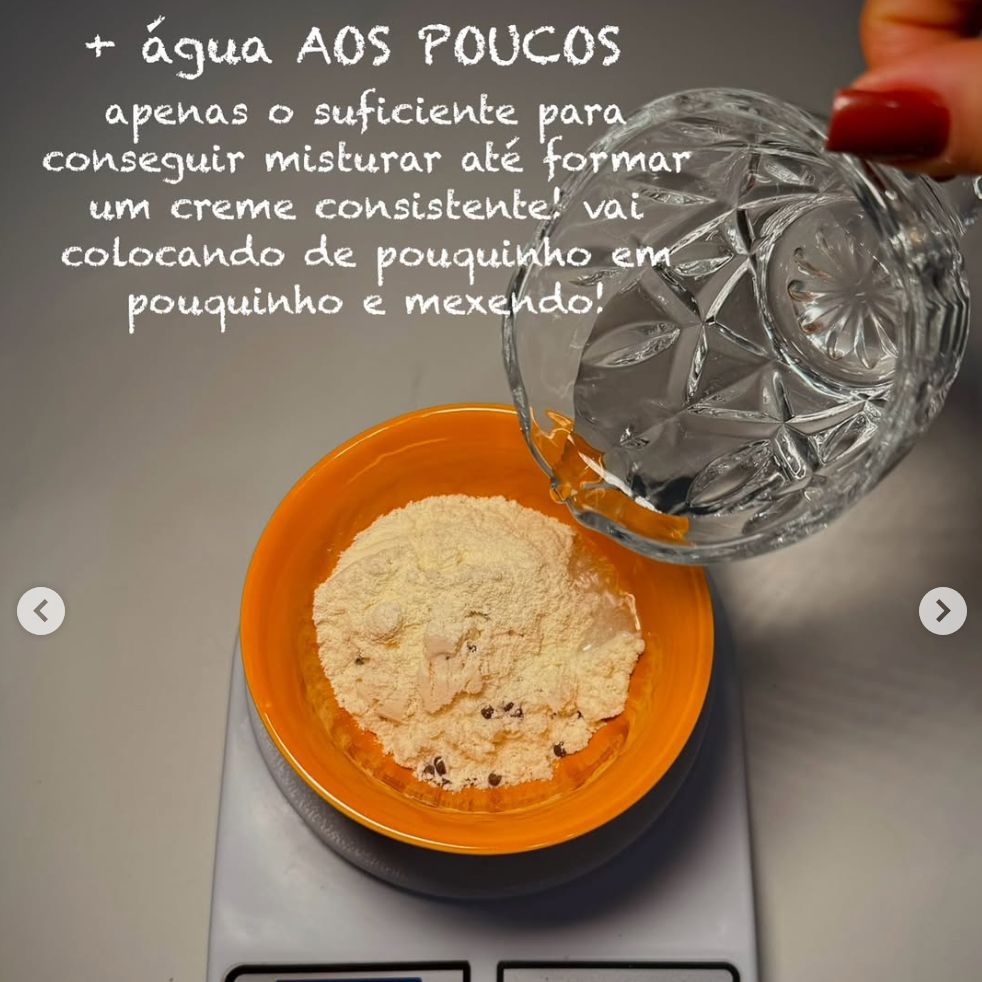 + água AOS POUCOS
apenas o suficiente para
conseguir misturar até formar
um creme consistente! vai
colocando de pouquinho em
pouquinho e mexendo!